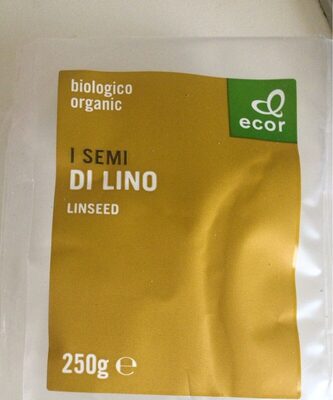 biologico
organic
ecor
I SEMI
DI LINO
LINSEED
250g ℮